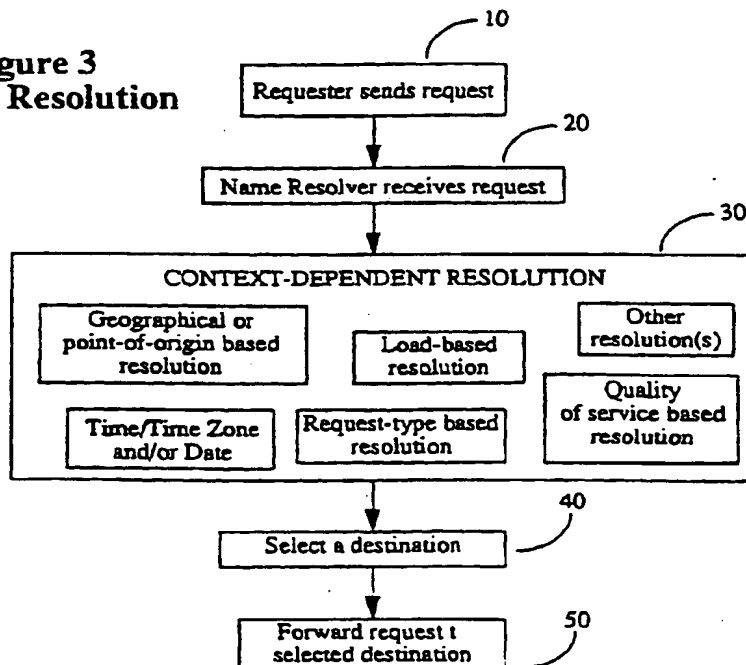 gure 3
Resolution
10
Requester sends request
20
Name Resolver receives request
30
CONTEXT-DEPENDENT RESOLUTION
Geographical or
point-of-origin based
resolution
Load-based
resolution
Other
resolution(s)
Time/Time Zone
and/or Date
Request-type based
resolution
Quality
of service based
resolution
40
Select a destination
50
Forward request t
selected destination